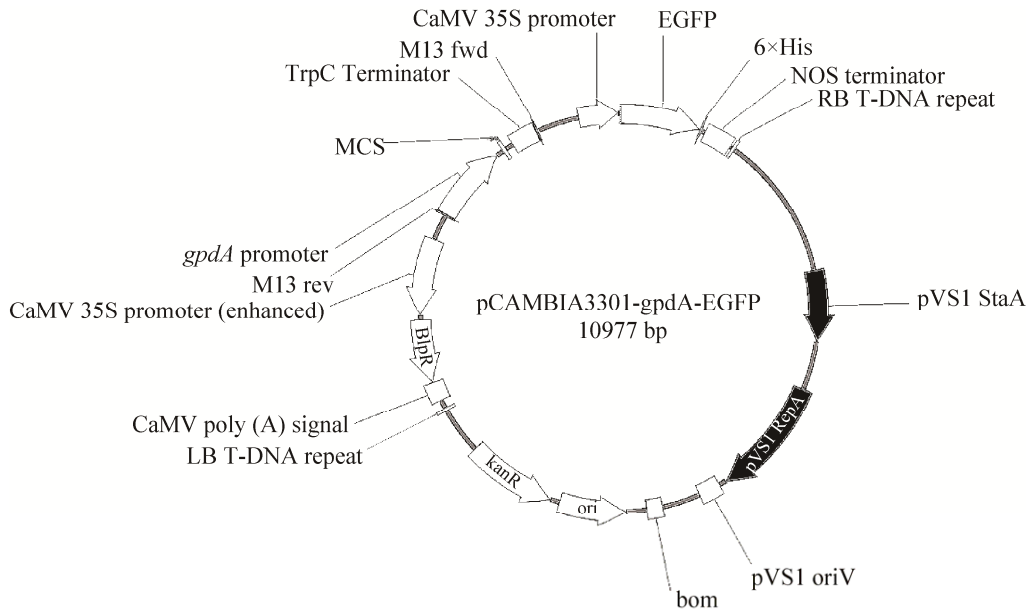 CaMV 35S promoter
EGFP
M13 fwd
6×His
TrpC Terminator
NOS terminator
RB T-DNA repeat
MCS
gpdA promoter
M13 rev
CaMV 35S promoter (enhanced)
pCAMBIA3301-gpdA-EGFP
10977 bp
pVS1 StaA
BlpR
CaMV poly (A) signal
LB T-DNA repeat
pVS1 RepA
kanR
ori
pVS1 oriV
bom